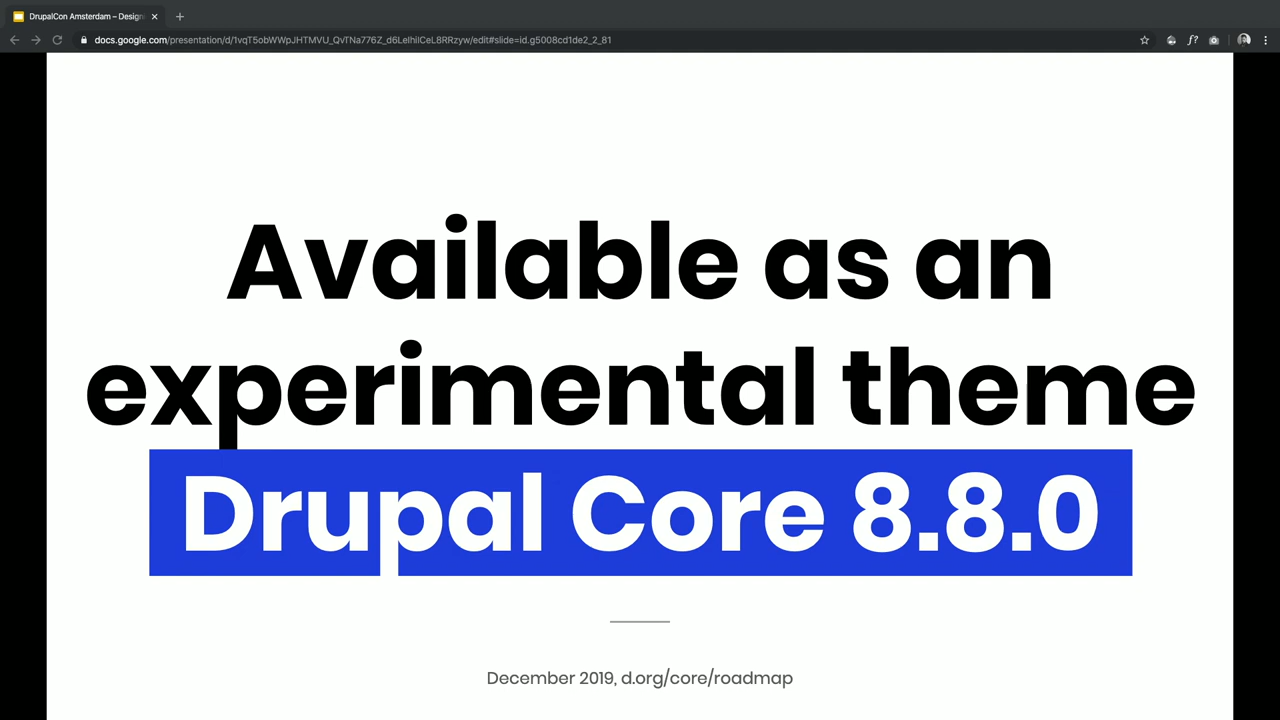 DrupalCon Amsterdam – Design
docs.google.com/presentation/d/1vqT5obWWpJHTMVU_QvTNa776Z_d6LeIhiICeL8RRzyw/edit#slide=id.g5008cd1de2_2_81
Available as an
experimental theme
Drupal Core 8.8.0
December 2019, d.org/core/roadmap